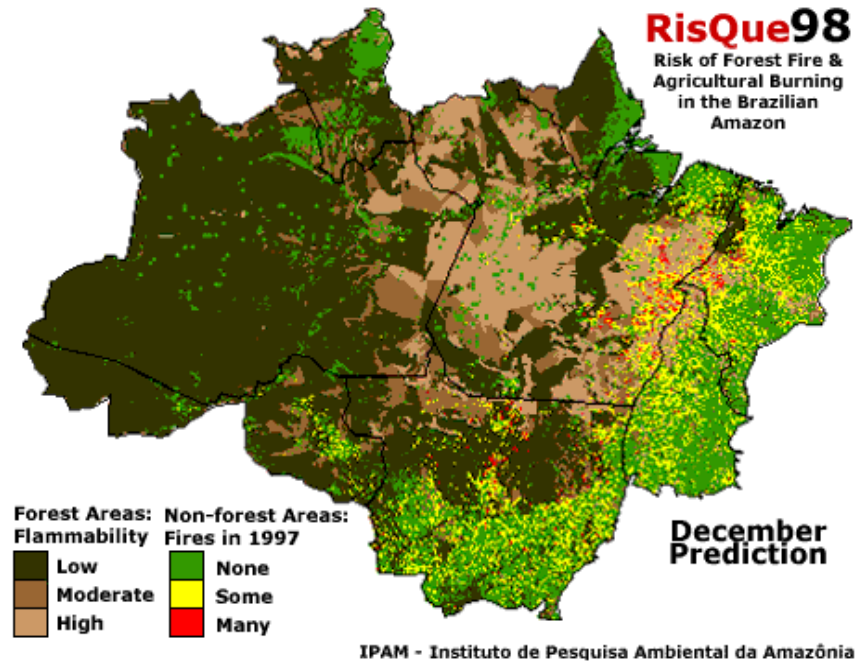 RisQue98
Risk of Forest Fire &
Agricultural Burning
in the Brazilian
Amazon
Forest Areas:
Flammability
Low
Moderate
High
Non-forest Areas:
Fires in 1997
None
Some
Many
December
Prediction
IPAM - Instituto de Pesquisa Ambiental da Amazônia